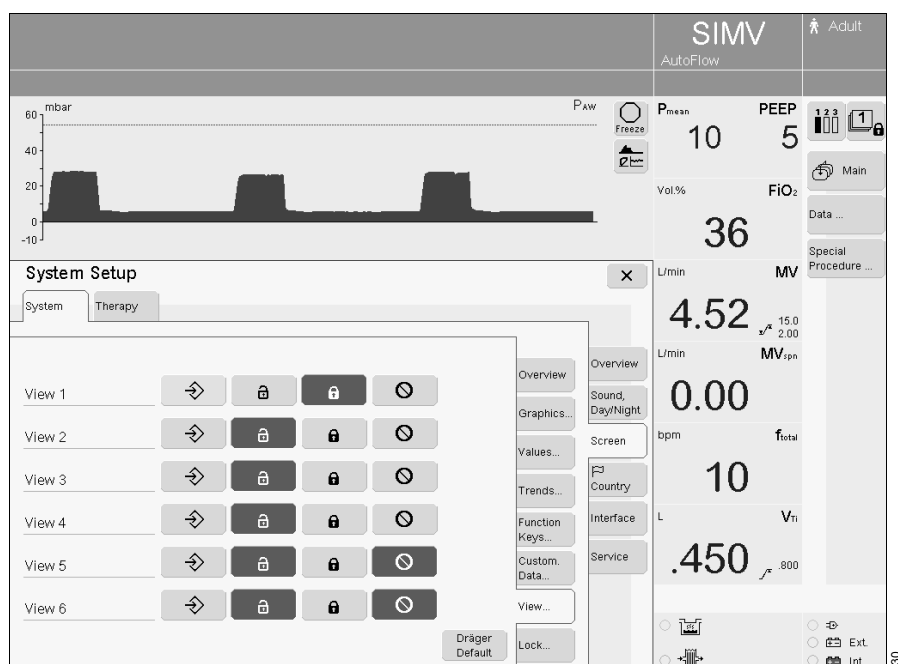 SIMV
AutoFlow
Adult
mbar
PAW
60
40
20
0
-10
Freeze
Pmean PEEP
10 5
Vol.% FiO2
36
L/min MV
4.52 15.0
2.00
L/min MVspn
0.00
bpm ftotal
10
L VTi
.450 .800
1 2 3
1
Main
Data ...
Special
Procedure ...
System Setup
System
Therapy
View 1
View 2
View 3
View 4
View 5
View 6
Dräger
Default
Overview
Graphics...
Values...
Trends...
Function
Keys...
Custom.
Data...
View...
Lock...
Overview
Sound,
Day/Night
Screen
Country
Interface
Service
Ext.
Int.